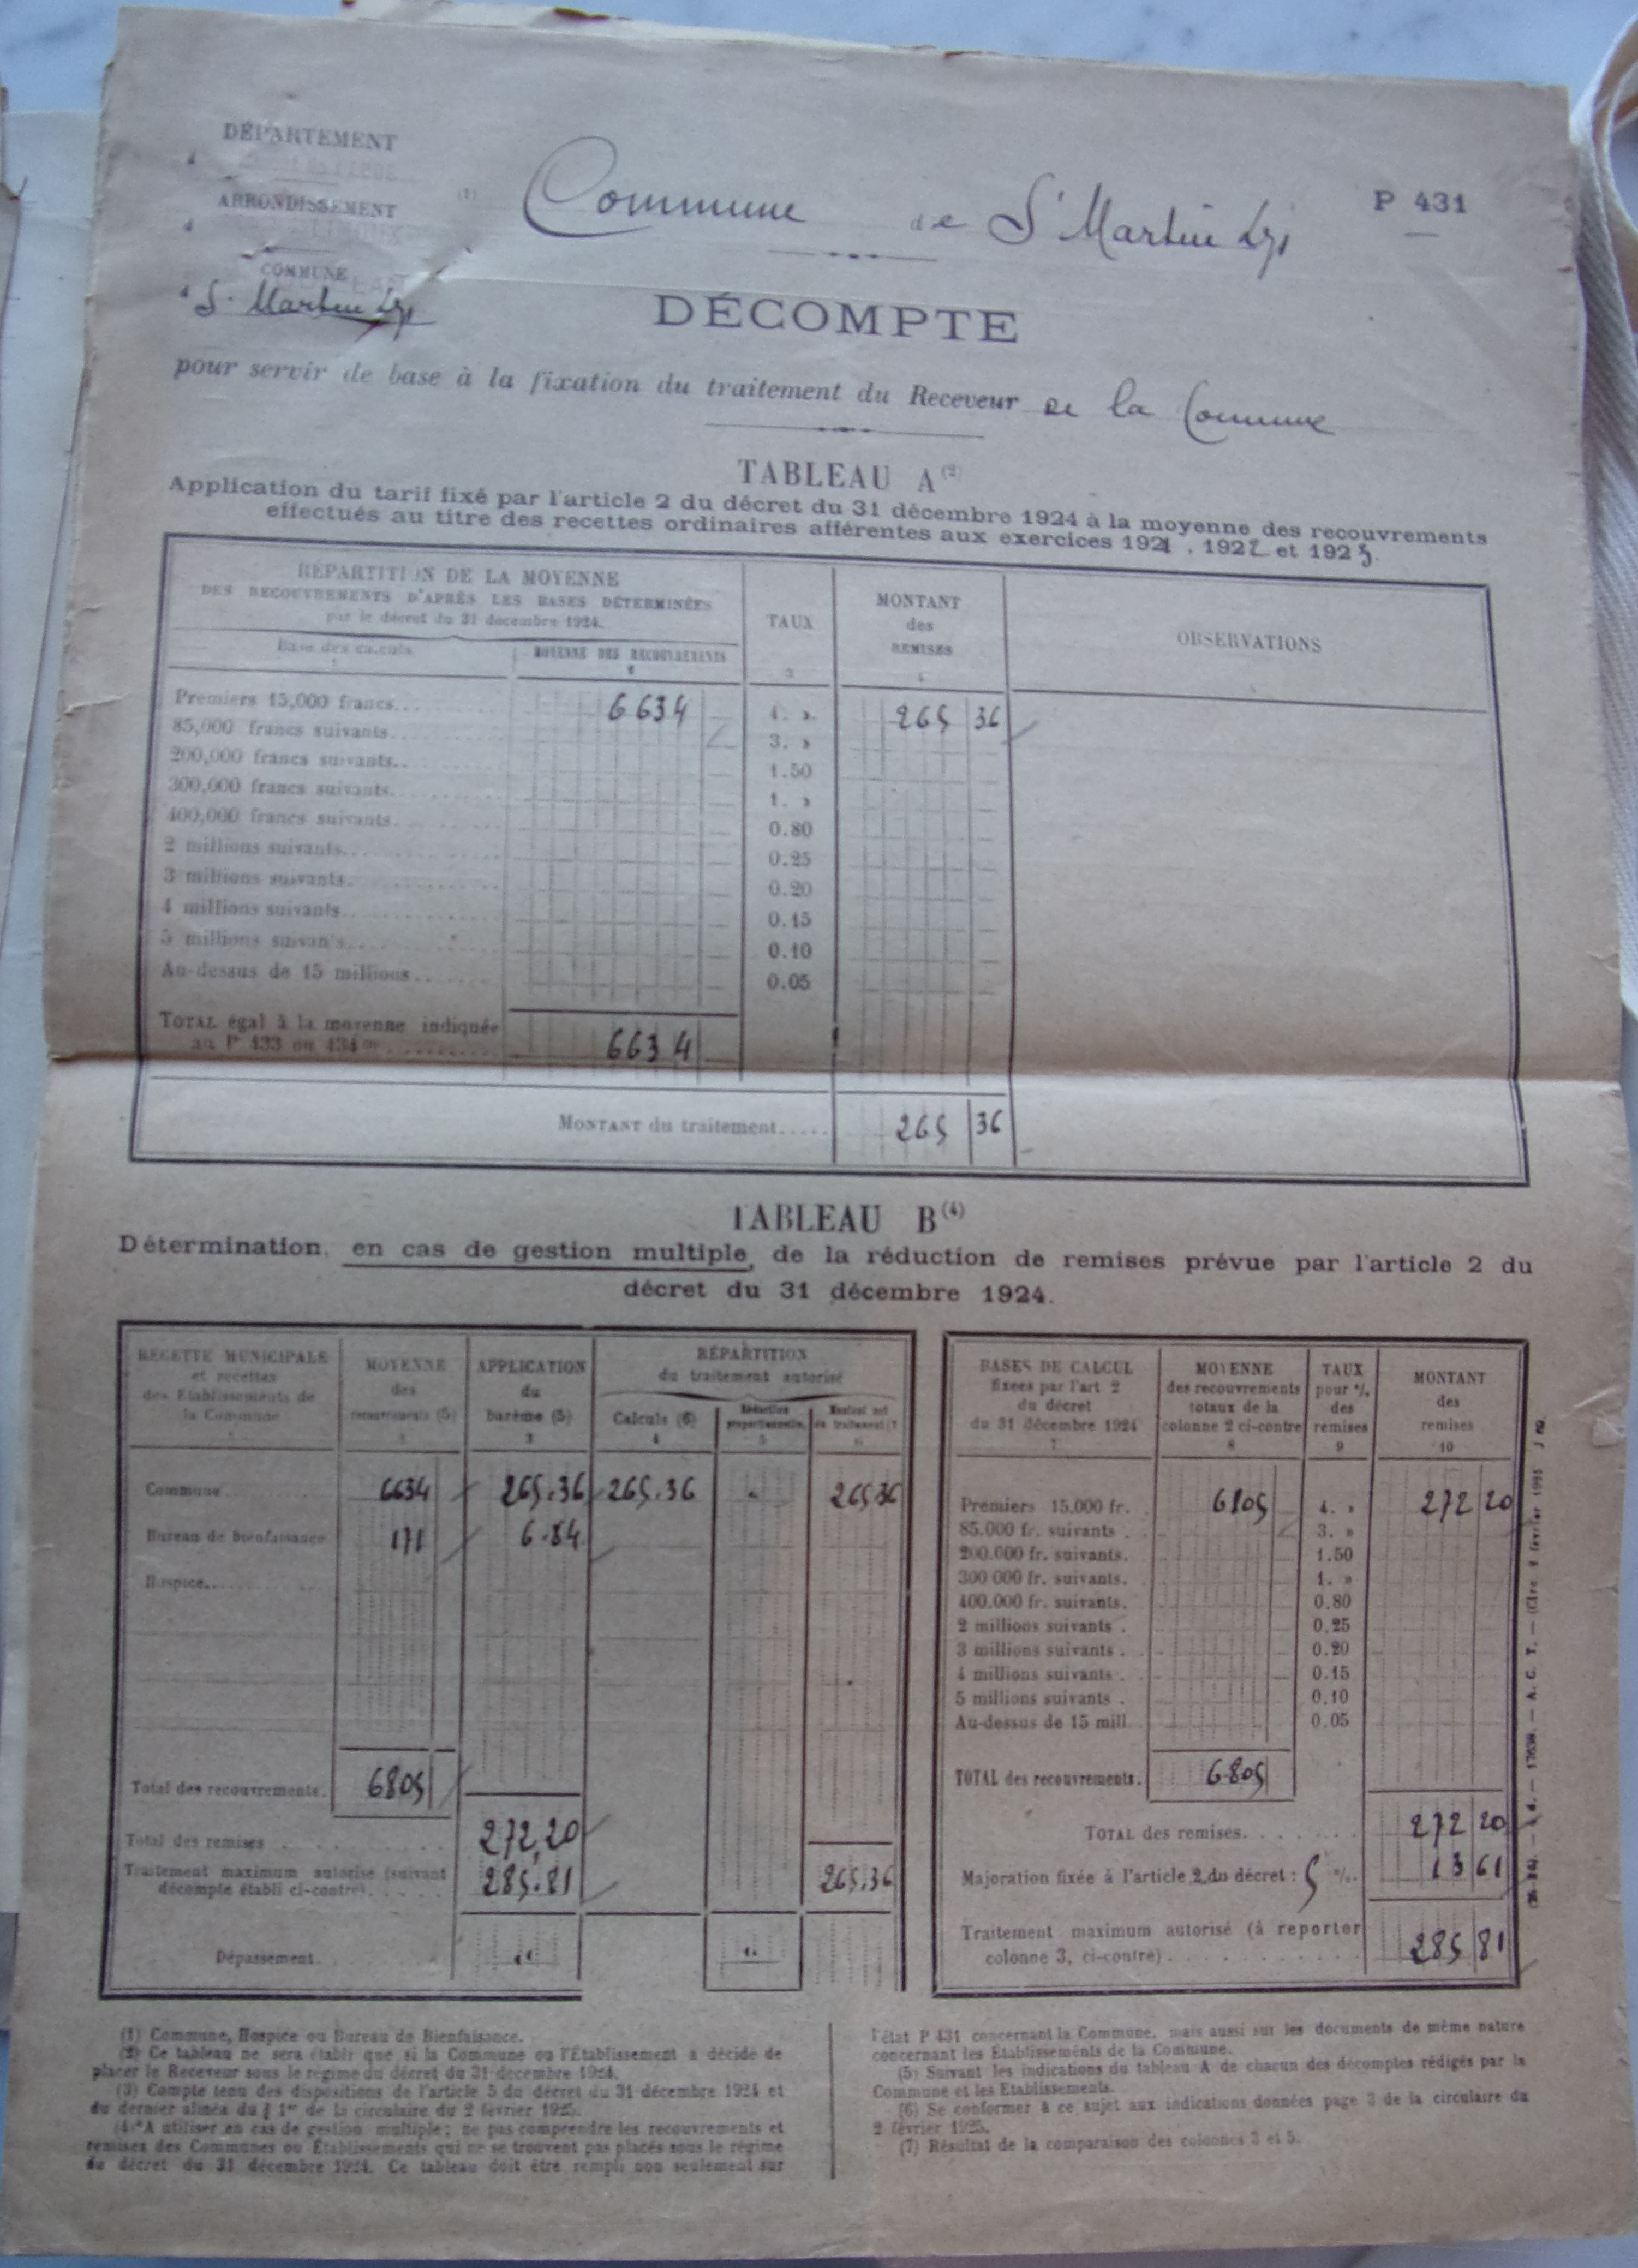 DÉPARTEMENT
ARRONDISSEMENT
LIMOUX
COMMUNE
St Martin Lys
(1) Commune de St Martin Lys
P 431
DÉCOMPTE
pour servir de base à la fixation du traitement du Receveur de la Commune
TABLEAU A (2)
Application du tarif fixé par l'article 2 du décret du 31 décembre 1924 à la moyenne des recouvrements
effectués au titre des recettes ordinaires afférentes aux exercices 1921, 1922 et 1923.
RÉPARTITION DE LA MOYENNE
DES RECOUVREMENTS D'APRÈS LES BASES DÉTERMINÉES
par le décret du 31 décembre 1924.
Base des calculs
1
MOYENNE DES RECOUVREMENTS
2
TAUX
3
MONTANT
des
REMISES
4
OBSERVATIONS
5
Premiers 15,000 francs... 6634 4. » 265 36
85,000 francs suivants... 3. »
200,000 francs suivants.. 1.50
300,000 francs suivants. 1. »
400,000 francs suivants. 0.80
2 millions suivants... 0.25
3 millions suivants. 0.20
4 millions suivants. 0.15
5 millions suivants... 0.10
Au-dessus de 15 millions... 0.05
TOTAL égal à la moyenne indiquée
au P 433 ou 434 (3) 6634
MONTANT du traitement..... 265 36
TABLEAU B (4)
Détermination, en cas de gestion multiple, de la réduction de remises prévue par l'article 2 du
décret du 31 décembre 1924.
RECETTE MUNICIPALE
et recettes
des Etablissements de
la Commune
1
MOYENNE
des
recouvrements (5)
2
APPLICATION
du
barème (5)
3
RÉPARTITION
du traitement autorisé
Calculs (6)
4
Réduction
proportionnelle
5
Montant net
du traitement (7)
6
Commune 6634 265.36 265.36 " 265 36
Bureau de bienfaisance 171 6.84
Hospice....
Total des recouvrements. 6805
Total des remises 272,20
Traitement maximum autorisé (suivant
décompte établi ci-contre) 285.81 265.36
Dépassement. " "
BASES DE CALCUL
fixées par l'art. 2
du décret
du 31 décembre 1924
7
MOYENNE
des recouvrements
totaux de la
colonne 2 ci-contre
8
TAUX
pour %
des
remises
9
MONTANT
des
remises
10
Premiers 15.000 fr. 6805 4. » 272 20
85.000 fr. suivants . 3. »
200.000 fr. suivants. 1.50
300 000 fr. suivants. 1. »
400.000 fr. suivants. 0.80
2 millions suivants . 0.25
3 millions suivants . 0.20
4 millions suivants . 0.15
5 millions suivants . 0.10
Au-dessus de 15 mill. 0.05
TOTAL des recouvrements. 6805
TOTAL des remises. 272 20
Majoration fixée à l'article 2 du décret : 5 %. 13 61
Traitement maximum autorisé (à reporter
colonne 3, ci-contre) 285 81
(1) Commune, Hospice ou Bureau de Bienfaisance.
(2) Ce tableau ne sera établi que si la Commune ou l'Établissement a décidé de
placer le Receveur sous le régime du décret du 31 décembre 1924.
(3) Compte tenu des dispositions de l'article 5 du décret du 31 décembre 1924 et
du dernier alinéa du § 1er de la circulaire du 2 février 1925.
(4) A utiliser en cas de gestion multiple; ne pas comprendre les recouvrements et
remises des Communes ou Établissements qui ne se trouvent pas placés sous le régime
du décret du 31 décembre 1924. Ce tableau doit être rempli non seulement sur
l'état P 431 concernant la Commune, mais aussi sur les documents de même nature
concernant les Etablissements de la Commune.
(5) Suivant les indications du tableau A de chacun des décomptes rédigés par la
Commune et les Etablissements.
(6) Se conformer à ce sujet aux indications données page 3 de la circulaire du
2 février 1925.
(7) Résultat de la comparaison des colonnes 3 et 5.